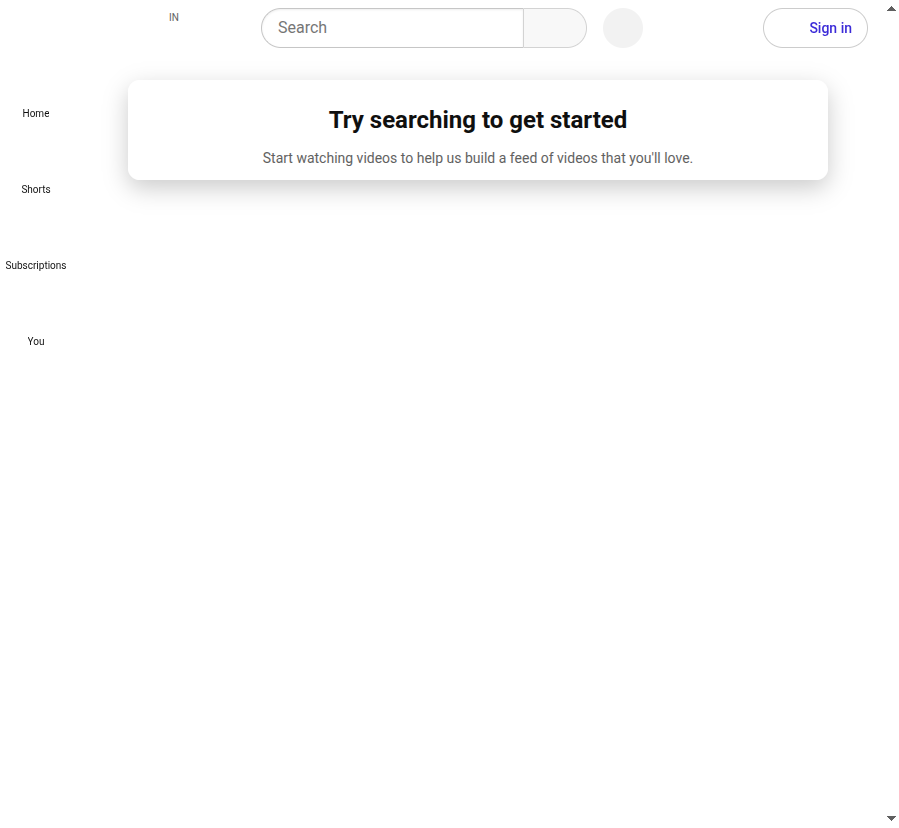 IN
Search
Sign in
Home
Shorts
Subscriptions
You
Try searching to get started
Start watching videos to help us build a feed of videos that you'll love.